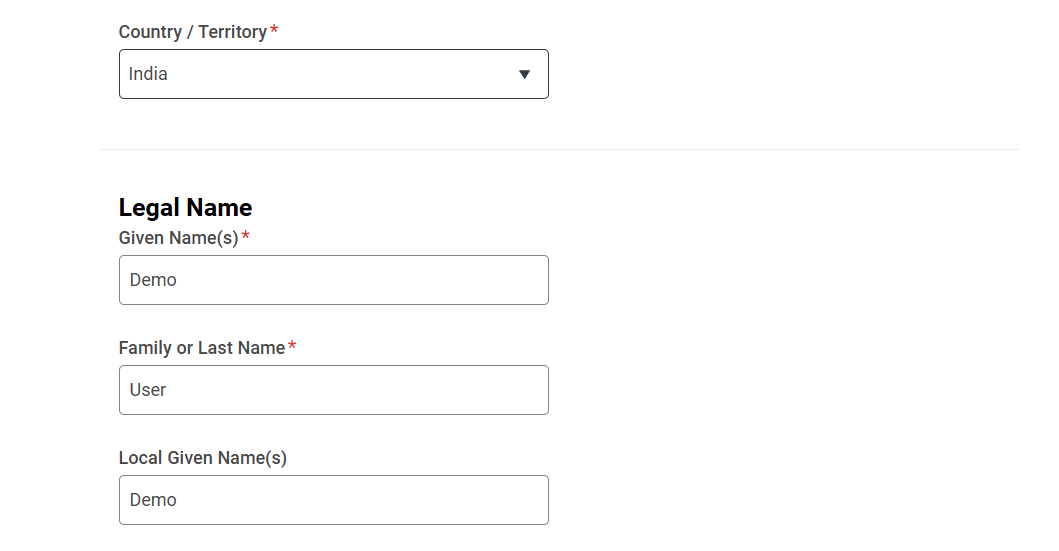 Country / Territory*
India
Legal Name
Given Name(s)*
Demo
Family or Last Name*
User
Local Given Name(s)
Demo